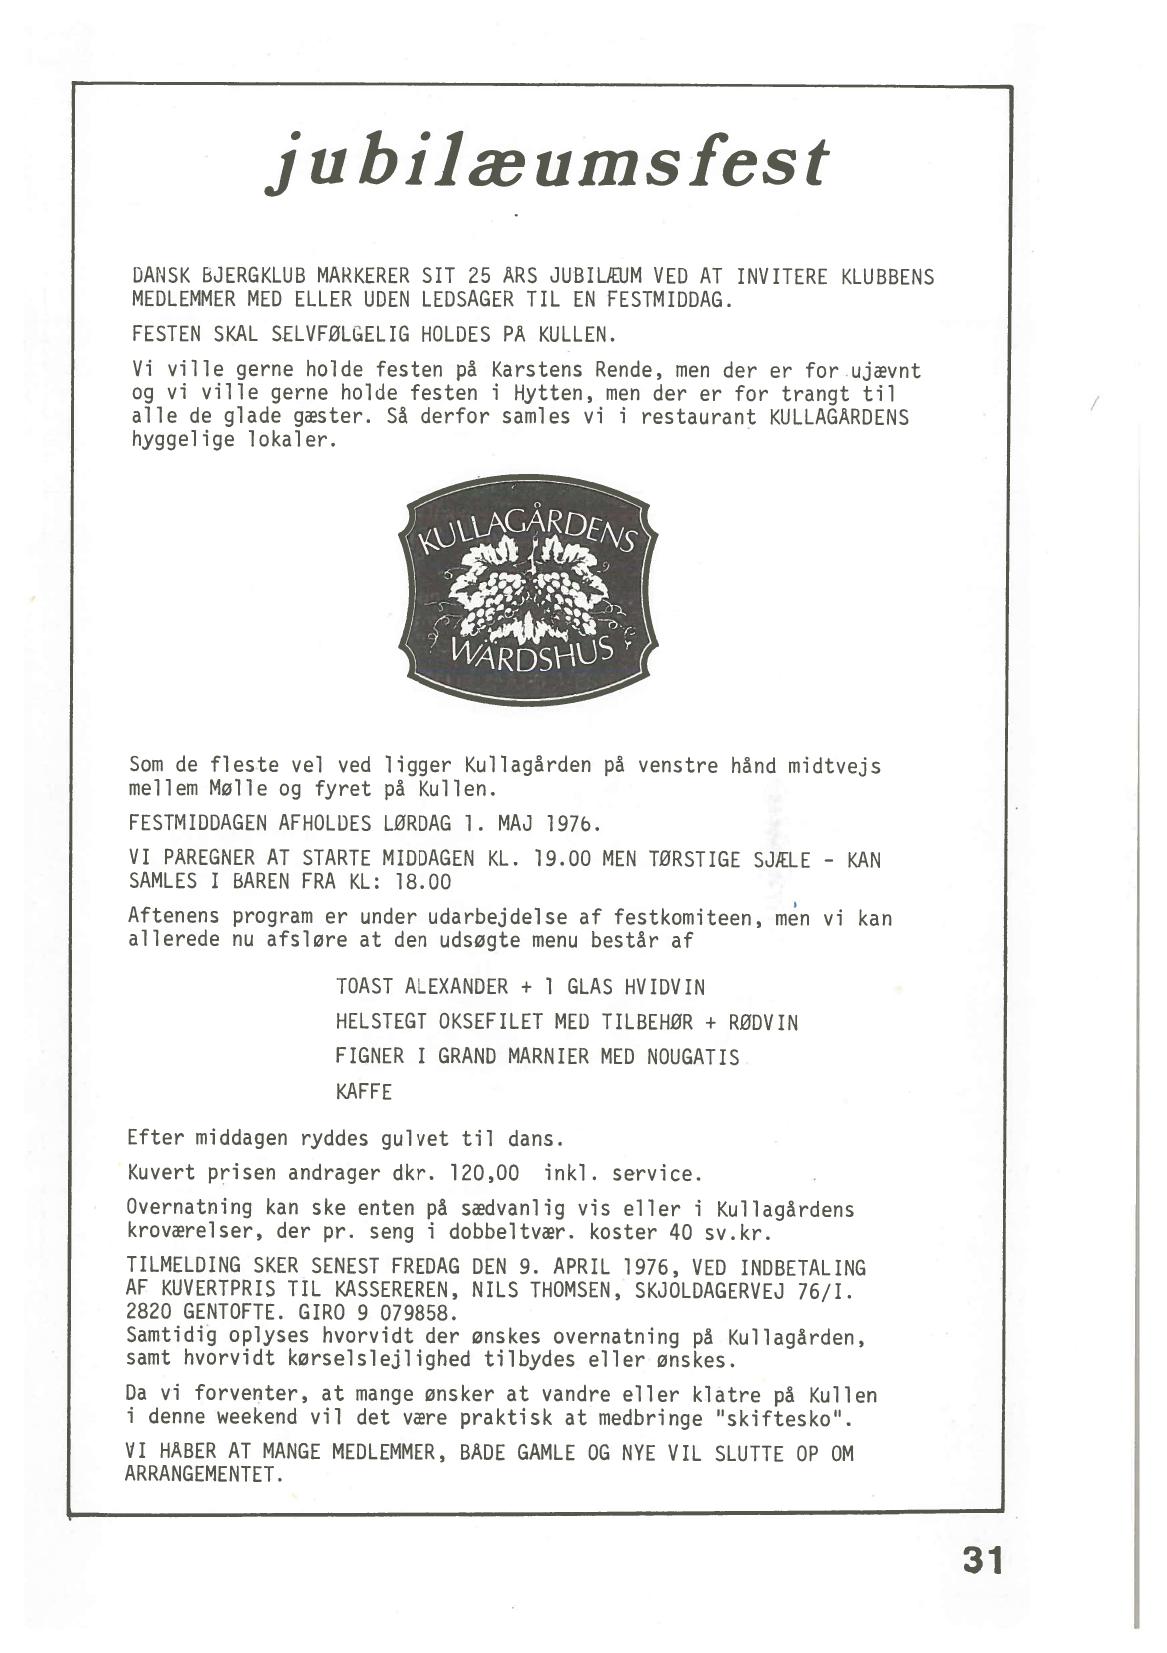 jubilæumsfest
DANSK BJERGKLUB MARKERER SIT 25 ÅRS JUBILÆUM VED AT INVITERE KLUBBENS
MEDLEMMER MED ELLER UDEN LEDSAGER TIL EN FESTMIDDAG.
FESTEN SKAL SELVFØLGELIG HOLDES PÅ KULLEN.
Vi ville gerne holde festen på Karstens Rende, men der er for ujævnt
og vi ville gerne holde festen i Hytten, men der er for trangt til
alle de glade gæster. Så derfor samles vi i restaurant KULLAGÅRDENS
hyggelige lokaler.
KULLAGÅRDENS
WÄRDSHUS
Som de fleste vel ved ligger Kullagården på venstre hånd midtvejs
mellem Mølle og fyret på Kullen.
FESTMIDDAGEN AFHOLDES LØRDAG 1. MAJ 1976.
VI PÅREGNER AT STARTE MIDDAGEN KL. 19.00 MEN TØRSTIGE SJÆLE - KAN
SAMLES I BAREN FRA KL: 18.00
Aftenens program er under udarbejdelse af festkomiteen, men vi kan
allerede nu afsløre at den udsøgte menu består af
TOAST ALEXANDER + 1 GLAS HVIDVIN
HELSTEGT OKSEFILET MED TILBEHØR + RØDVIN
FIGNER I GRAND MARNIER MED NOUGATIS
KAFFE
Efter middagen ryddes gulvet til dans.
Kuvert prisen andrager dkr. 120,00 inkl. service.
Overnatning kan ske enten på sædvanlig vis eller i Kullagårdens
kroværelser, der pr. seng i dobbeltvær. koster 40 sv.kr.
TILMELDING SKER SENEST FREDAG DEN 9. APRIL 1976, VED INDBETALING
AF KUVERTPRIS TIL KASSEREREN, NILS THOMSEN, SKJOLDAGERVEJ 76/I.
2820 GENTOFTE. GIRO 9 079858.
Samtidig oplyses hvorvidt der ønskes overnatning på Kullagården,
samt hvorvidt kørselslejlighed tilbydes eller ønskes.
Da vi forventer, at mange ønsker at vandre eller klatre på Kullen
i denne weekend vil det være praktisk at medbringe "skiftesko".
VI HÅBER AT MANGE MEDLEMMER, BÅDE GAMLE OG NYE VIL SLUTTE OP OM
ARRANGEMENTET.
31